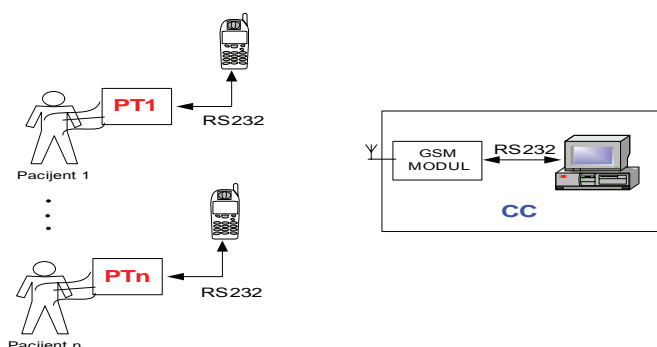 PT1
RS232
Pacijent 1
PTn
RS232
Pacijent n
GSM
MODUL
RS232
CC